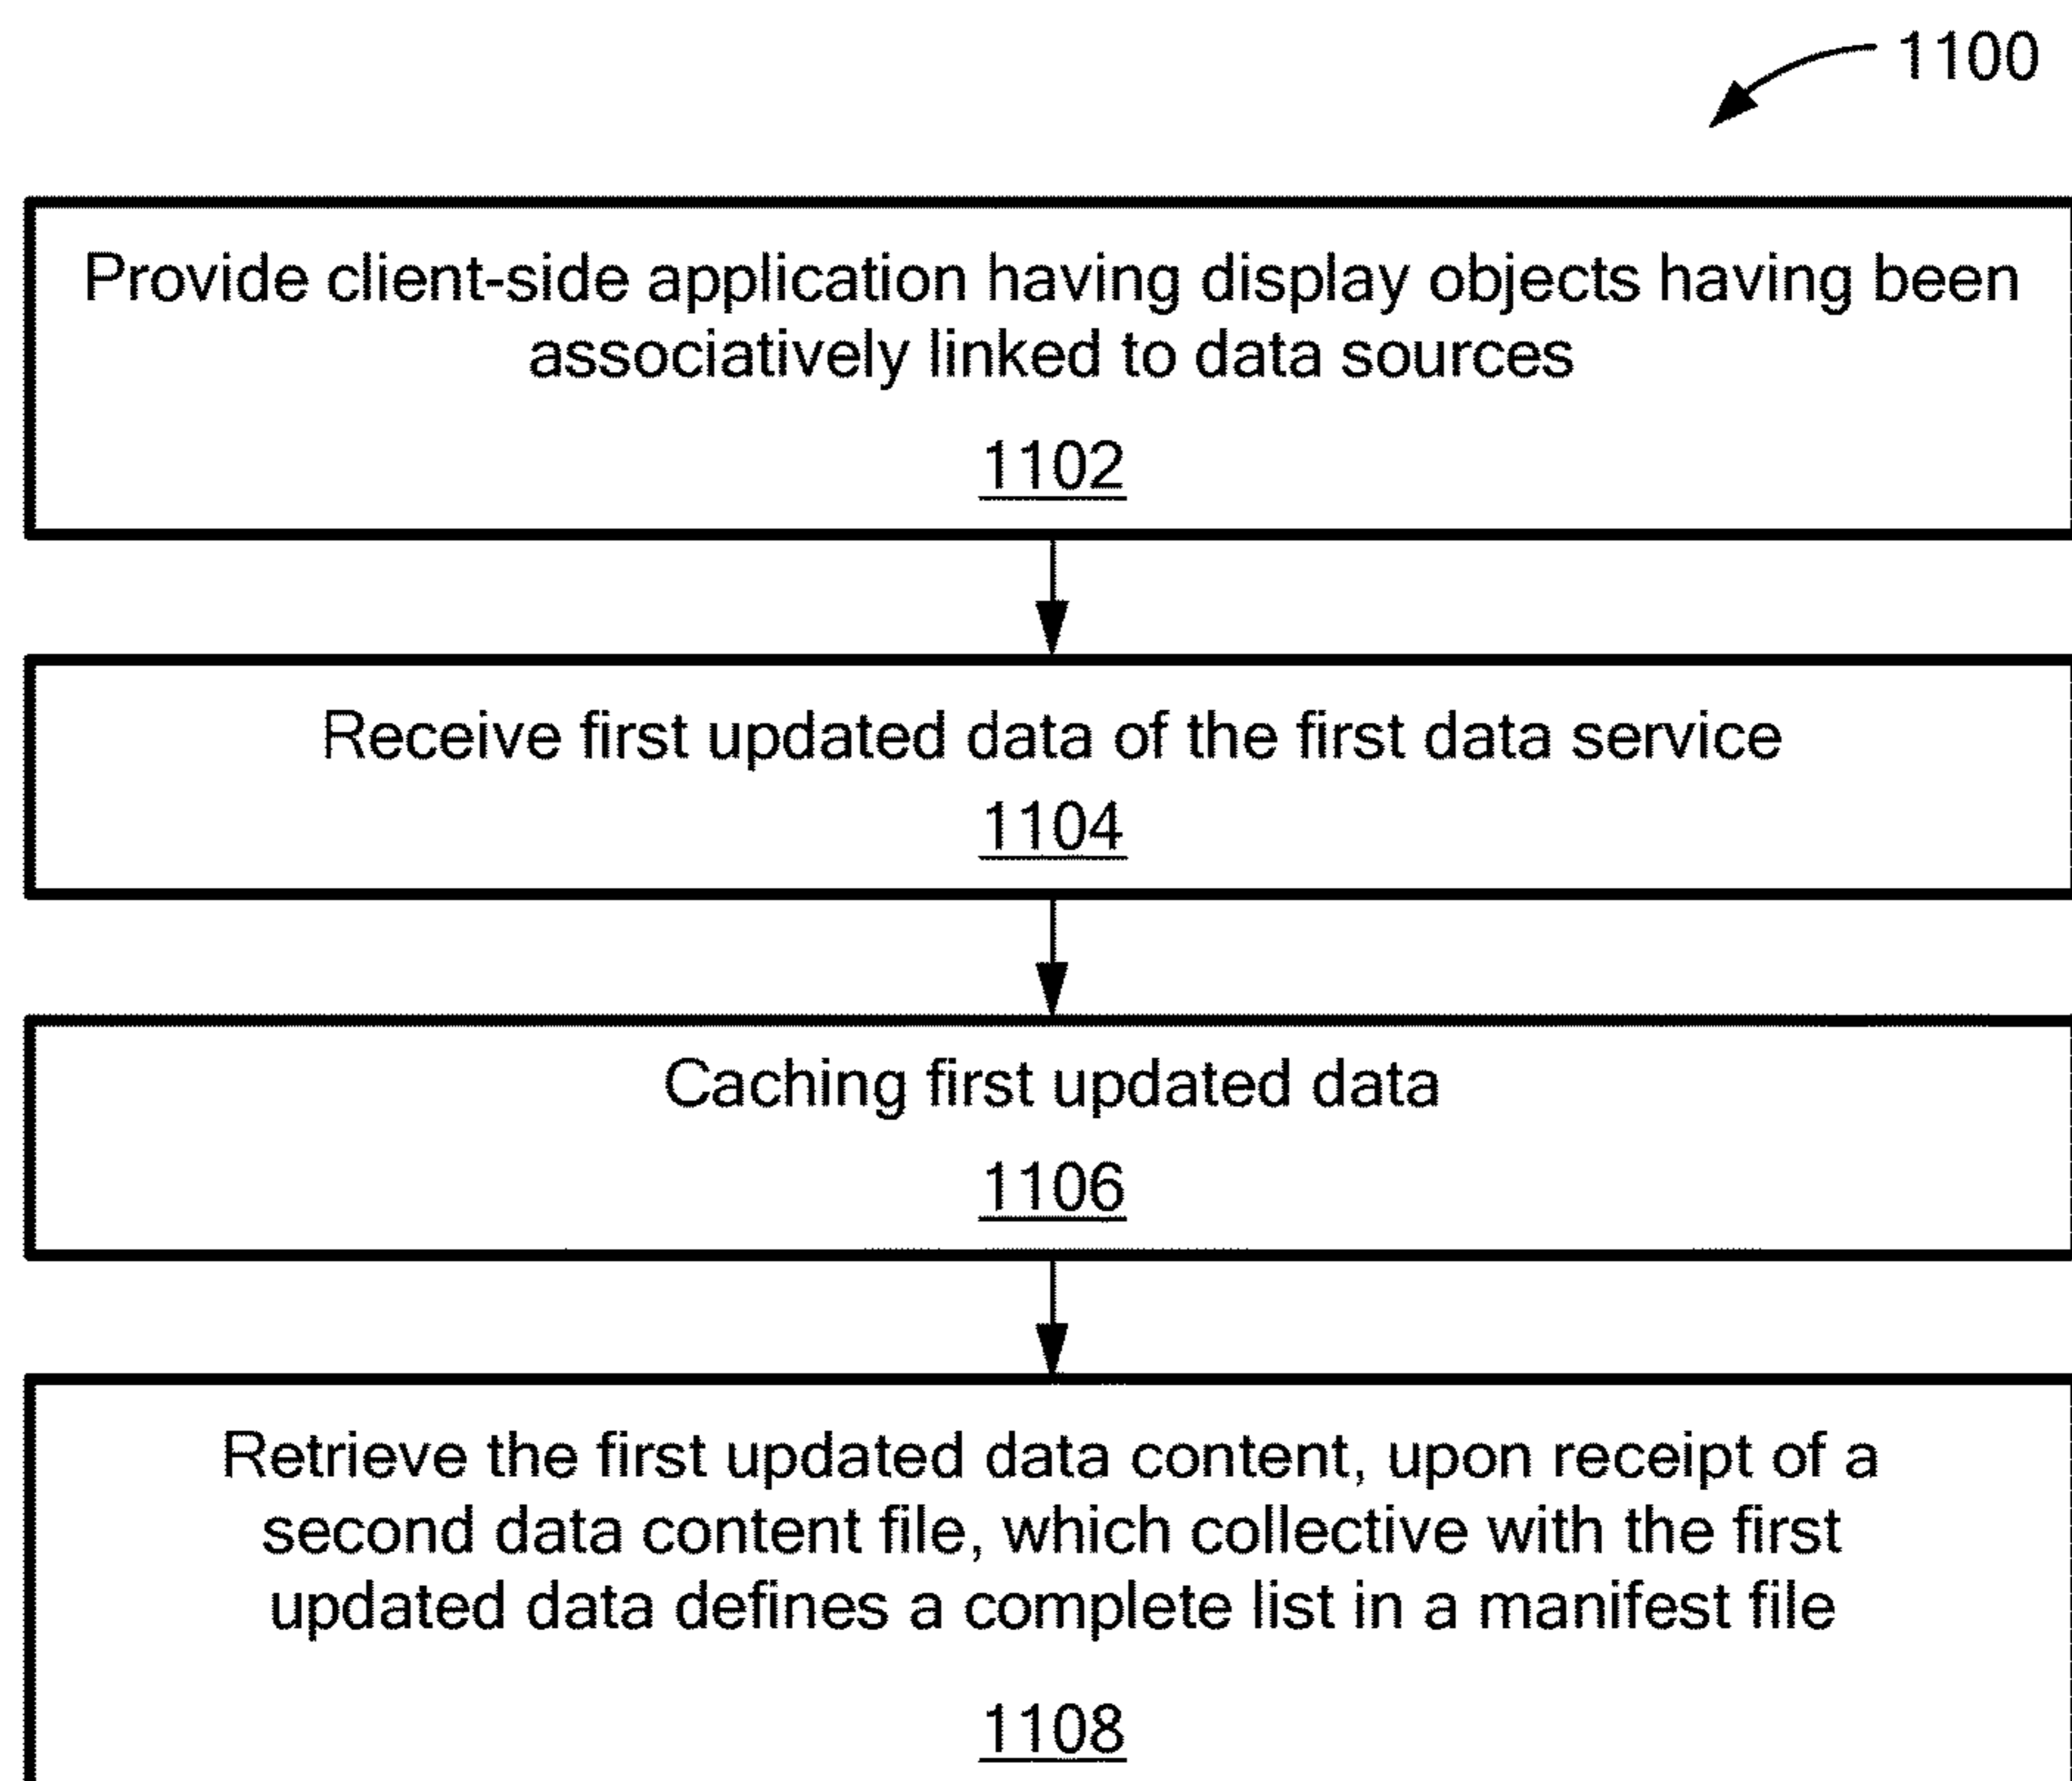 1100
Provide client-side application having display objects having been
associatively linked to data sources
1102
Receive first updated data of the first data service
1104
Caching first updated data
1106
Retrieve the first updated data content, upon receipt of a
second data content file, which collective with the first
updated data defines a complete list in a manifest file
1108